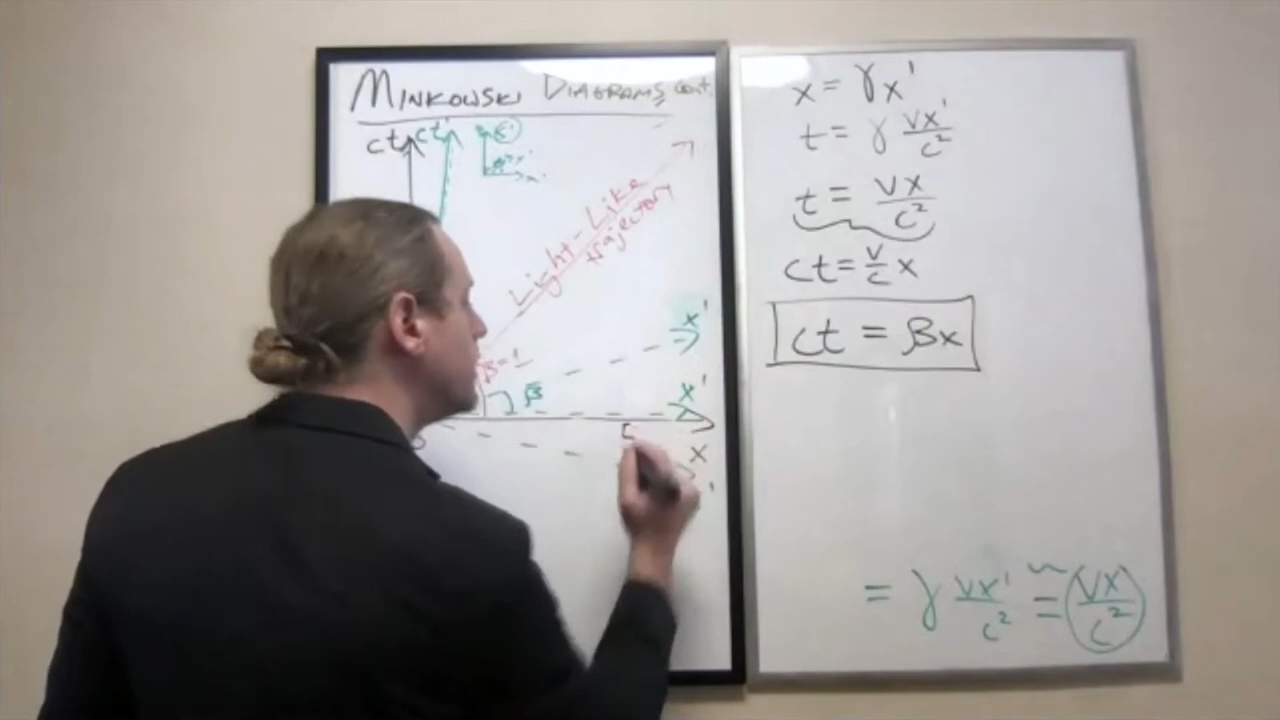 MINKOWSKI DIAGRAMS cont.
ct ct'
Light-Like
trajectory
x'
β=1
β
x'
x
x = γx'
t = γ vx'/c²
t = vx/c²
ct = v/c x
ct = βx
= γ vx'/c² = vx/c²